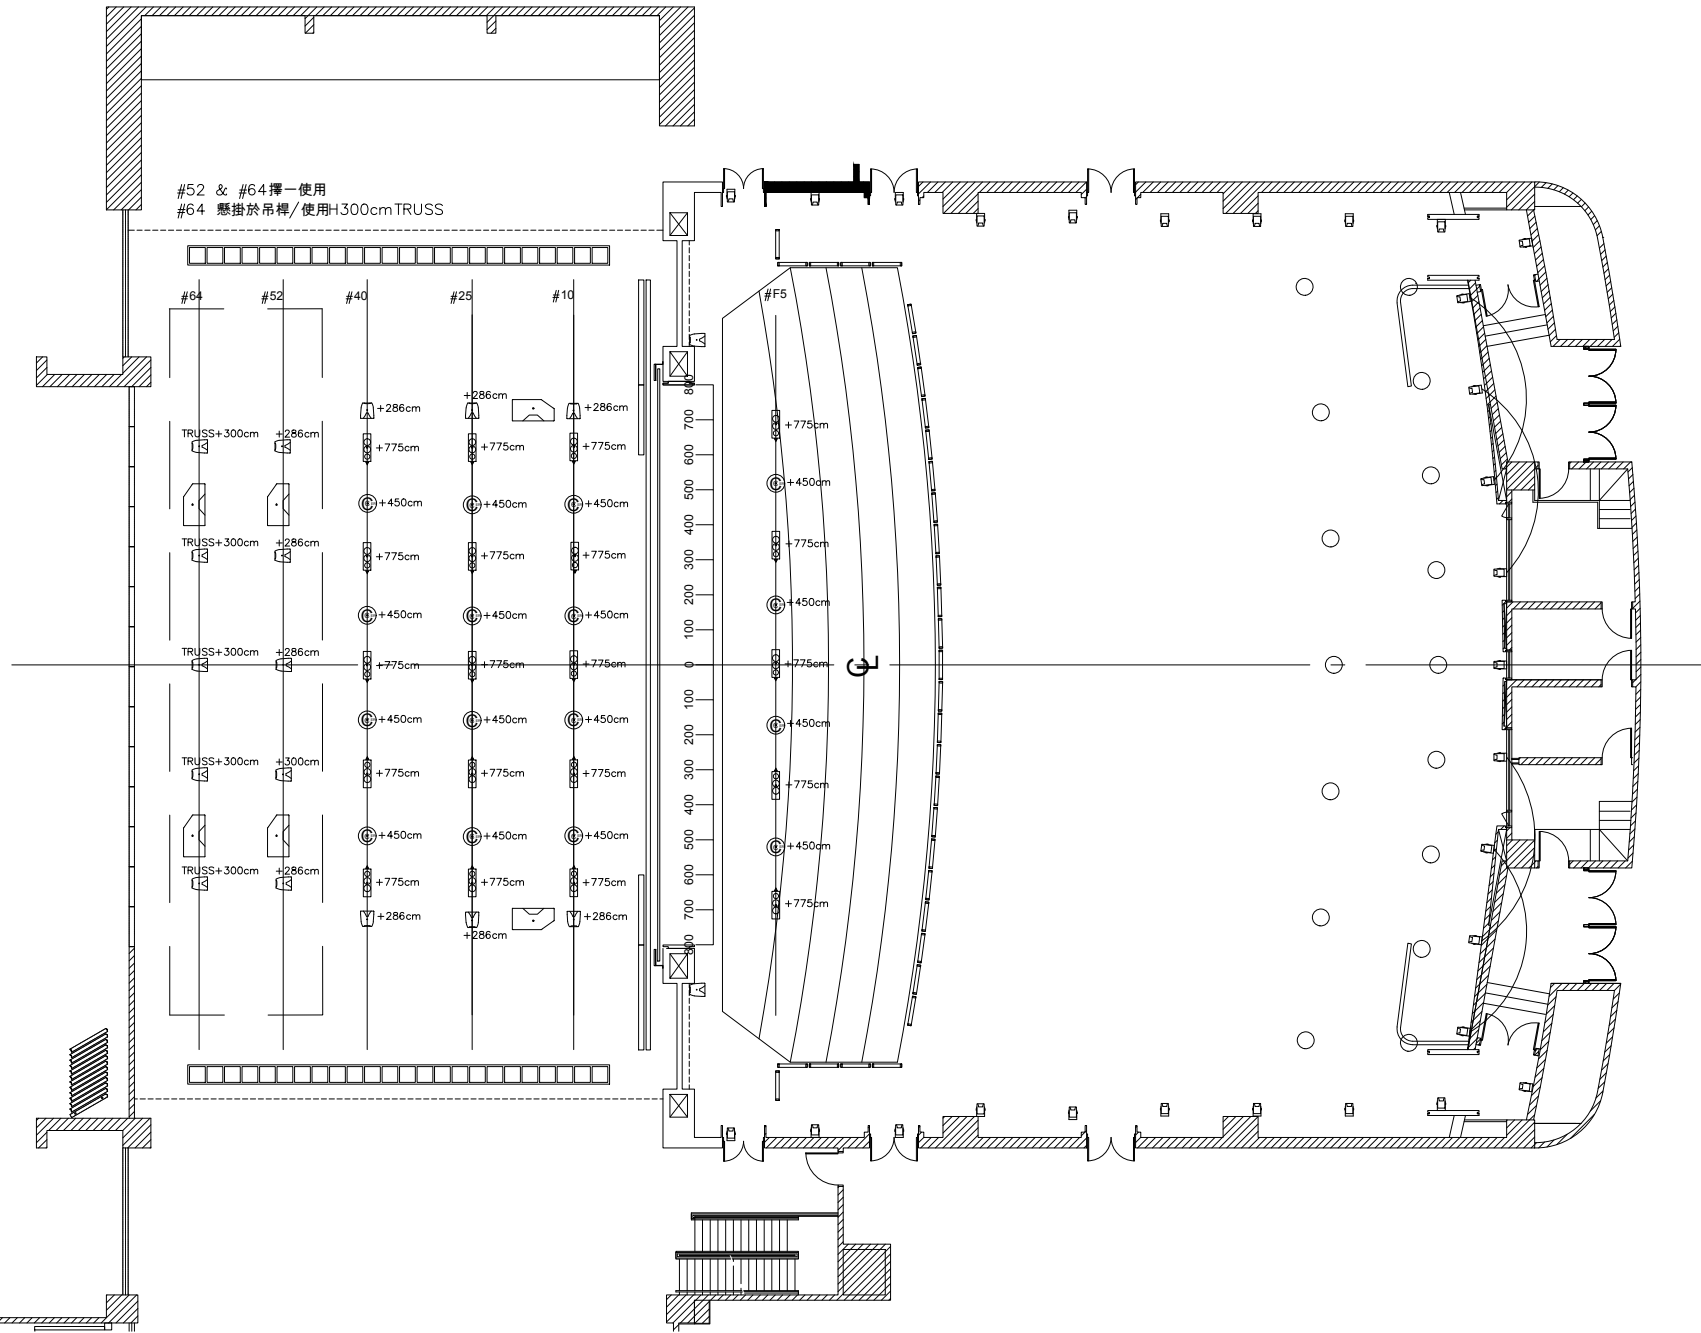 #52 & #64擇一使用
#64 懸掛於吊桿/使用H300cmTRUSS
#64 #52 #40 #25 #10 #F5
+286cm +286cm +286cm
TRUSS+300cm +286cm +775cm +775cm +775cm +775cm
+450cm +450cm +450cm +450cm
TRUSS+300cm +286cm +775cm +775cm +775cm +775cm
+450cm +450cm +450cm +450cm
TRUSS+300cm +286cm +775cm +775cm +775cm +775cm
+450cm +450cm +450cm +450cm
TRUSS+300cm +300cm +775cm +775cm +775cm +775cm
+450cm +450cm +450cm +450cm
TRUSS+300cm +286cm +775cm +775cm +775cm +775cm
+286cm +286cm +286cm
800
700
600
500
400
300
200
100
0
100
200
300
400
500
600
700
800
CL